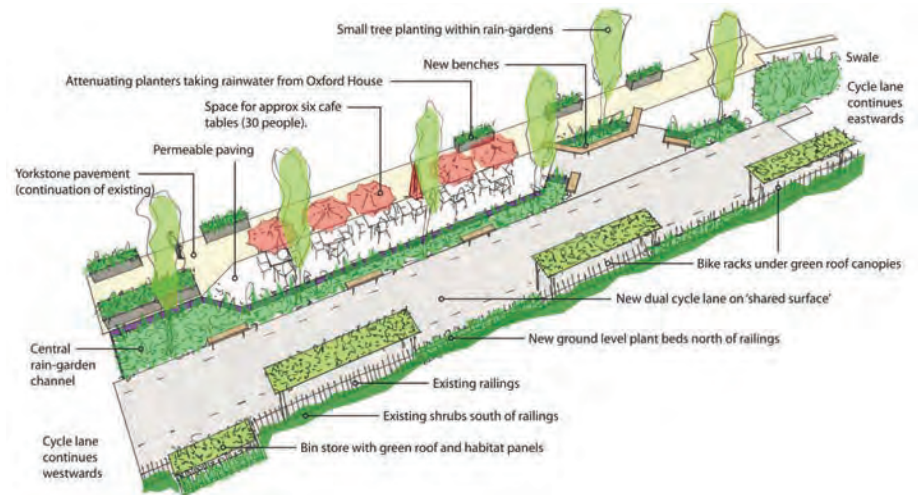 Small tree planting within rain-gardens
Swale
New benches
Attenuating planters taking rainwater from Oxford House
Cycle lane
continues
eastwards
Space for approx six cafe
tables (30 people).
Permeable paving
Yorkstone pavement
(continuation of existing)
Bike racks under green roof canopies
New dual cycle lane on 'shared surface'
New ground level plant beds north of railings
Central
rain-garden
channel
Existing railings
Existing shrubs south of railings
Cycle lane
continues
westwards
Bin store with green roof and habitat panels